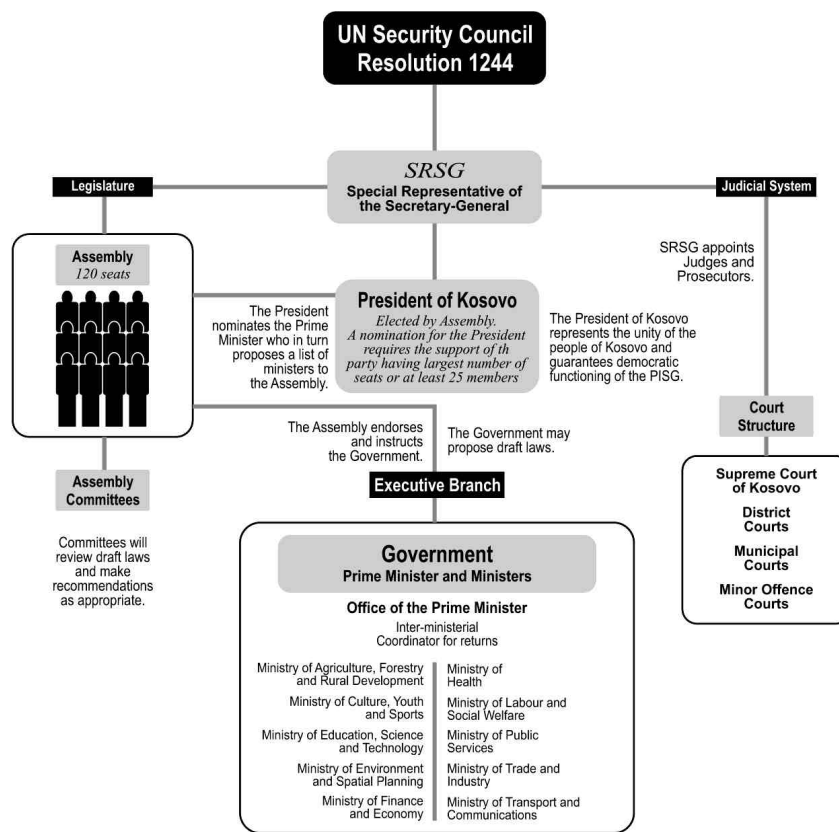 UN Security Council
Resolution 1244
SRSG
Special Representative of
the Secretary-General
Legislature
Judicial System
Assembly
120 seats
SRSG appoints
Judges and
Prosecutors.
The President
nominates the Prime
Minister who in turn
proposes a list of
ministers to
the Assembly.
President of Kosovo
Elected by Assembly.
A nomination for the President
requires the support of th
party having largest number of
seats or at least 25 members
The President of Kosovo
represents the unity of the
people of Kosovo and
guarantees democratic
functioning of the PISG.
The Assembly endorses
and instructs
the Government.
The Government may
propose draft laws.
Court
Structure
Assembly
Committees
Executive Branch
Supreme Court
of Kosovo
District
Courts
Municipal
Courts
Minor Offence
Courts
Committees will
review draft laws
and make
recommendations
as appropriate.
Government
Prime Minister and Ministers
Office of the Prime Minister
Inter-ministerial
Coordinator for returns
Ministry of Agriculture, Forestry
and Rural Development
Ministry of Culture, Youth
and Sports
Ministry of Education, Science
and Technology
Ministry of Environment
and Spatial Planning
Ministry of Finance
and Economy
Ministry of
Health
Ministry of Labour and
Social Welfare
Ministry of Public
Services
Ministry of Trade and
Industry
Ministry of Transport and
Communications